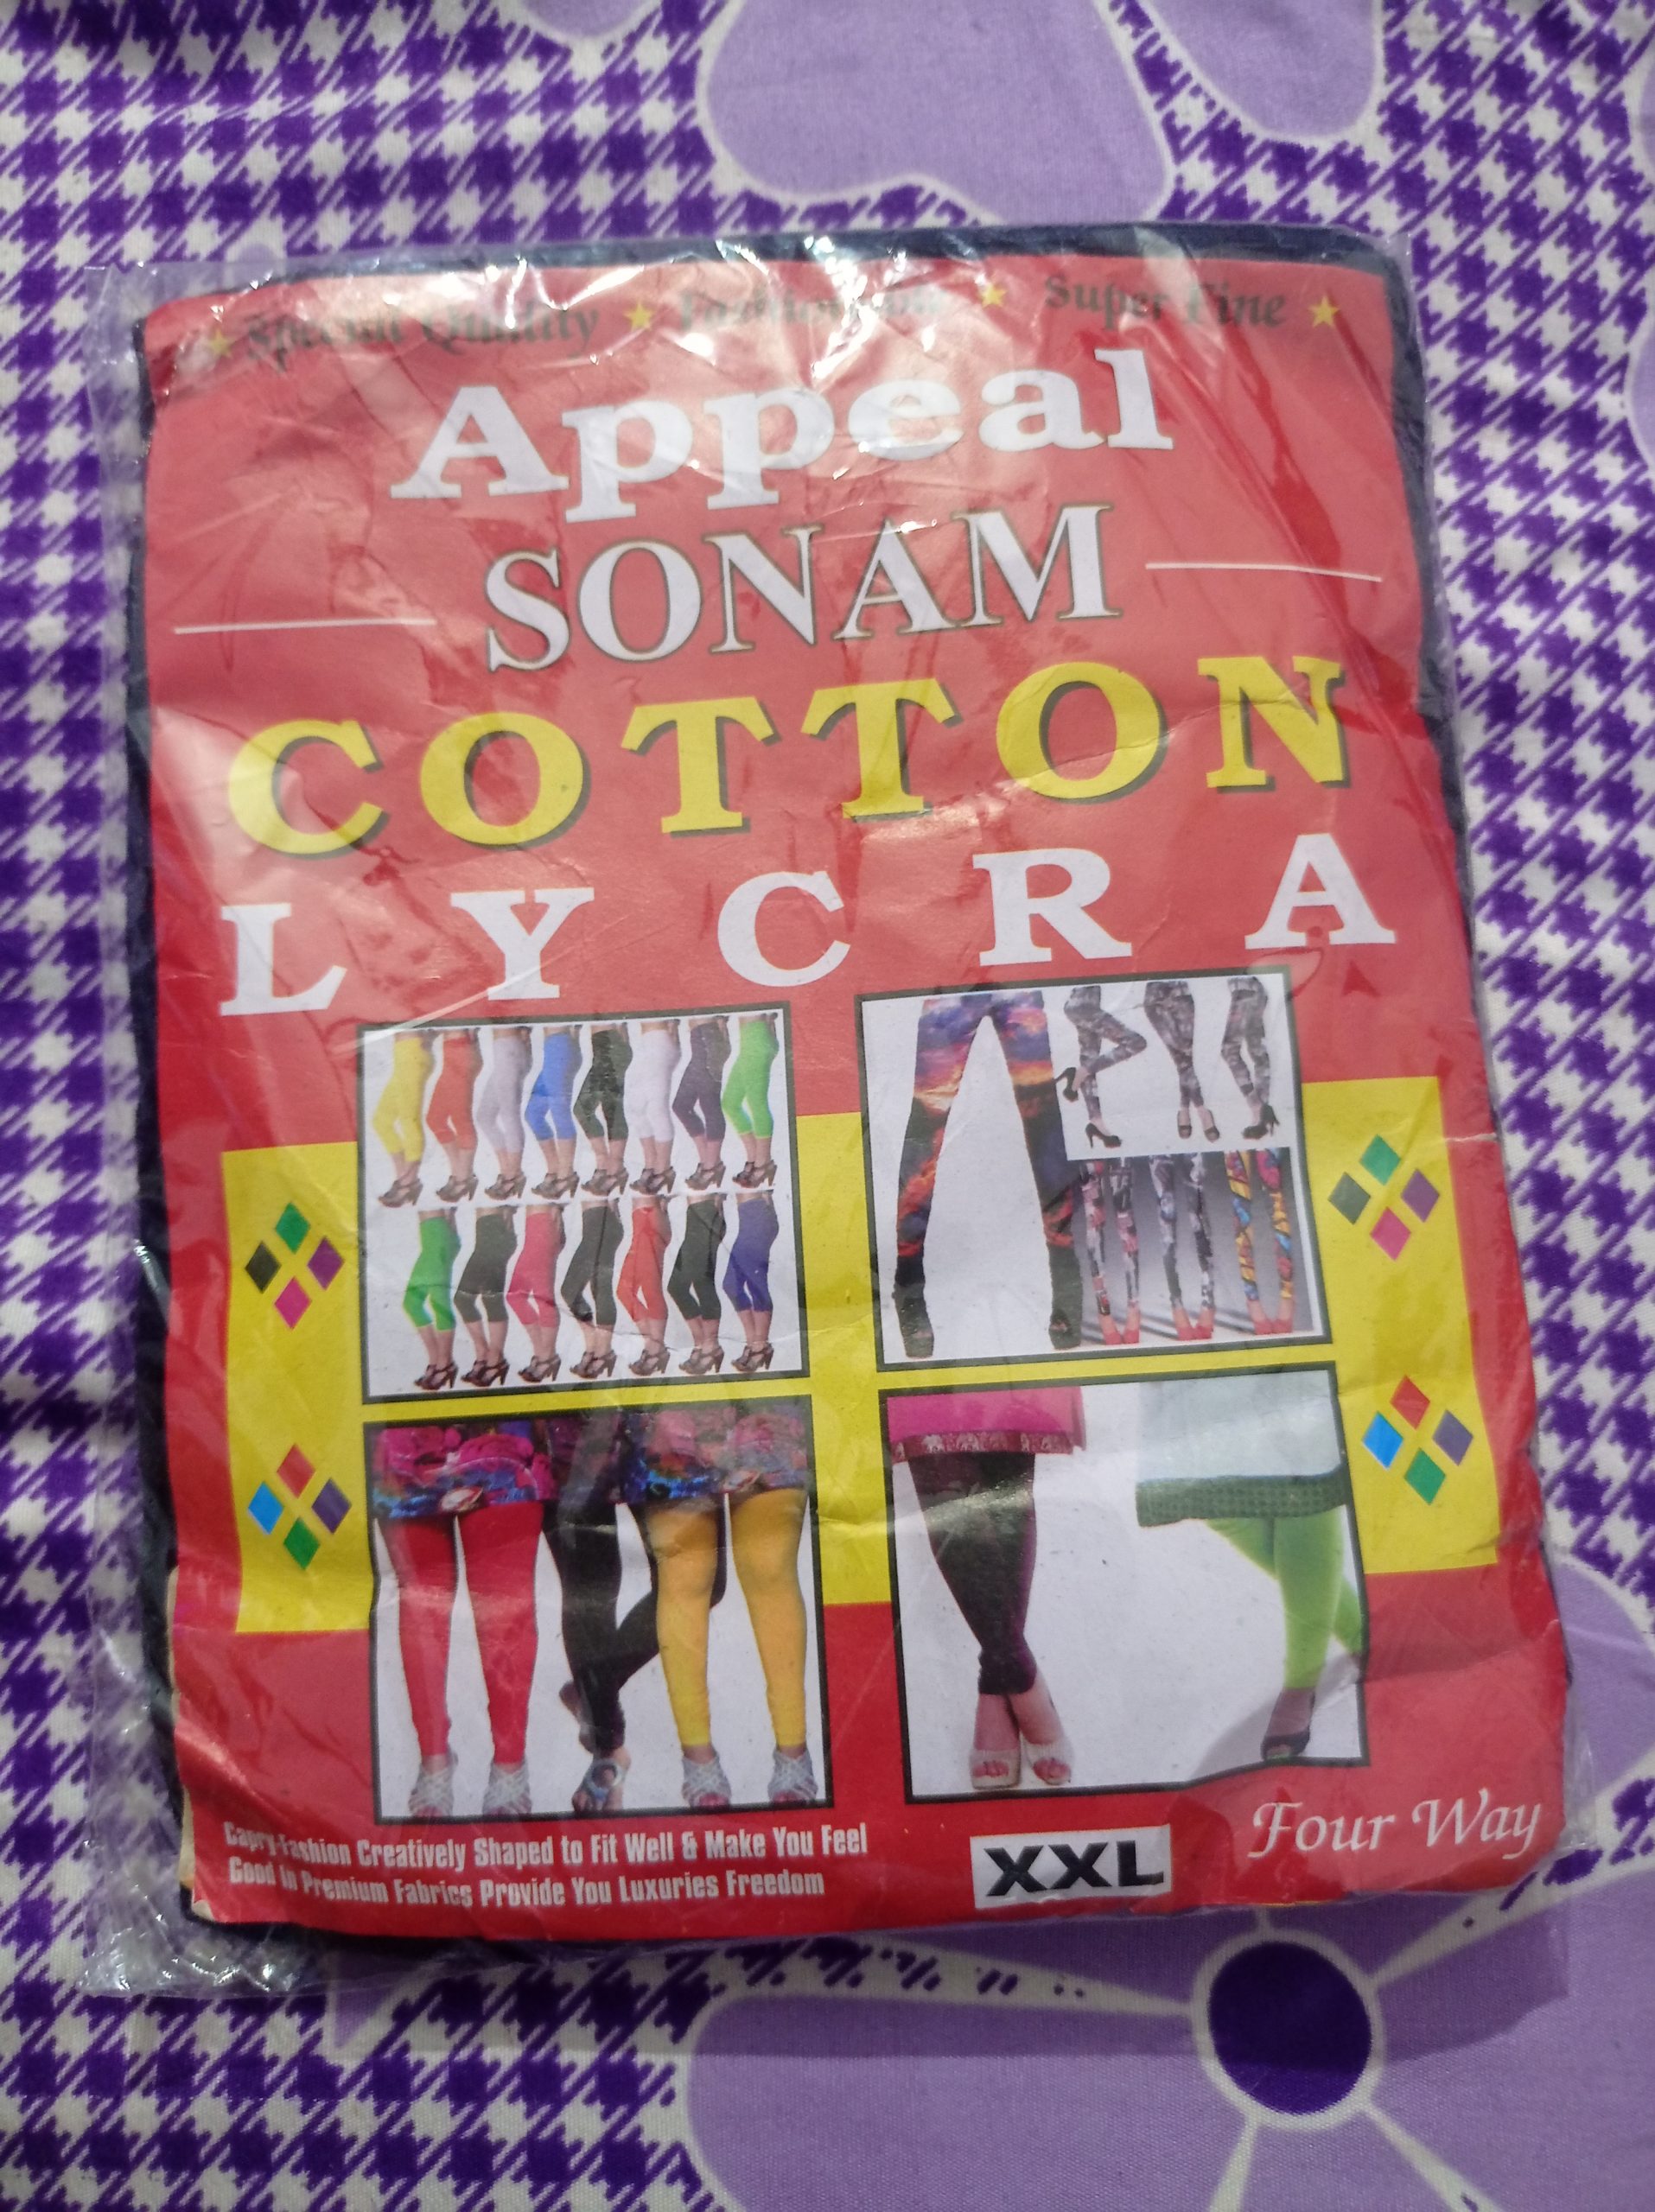 Special Quality Fashionable Super Fine
Appeal
SONAM
COTTON
LYCRA
Capry Fashion Creatively Shaped to Fit Well & Make You Feel
Good in Premium Fabrics Provide You Luxuries Freedom
XXL
Four Way